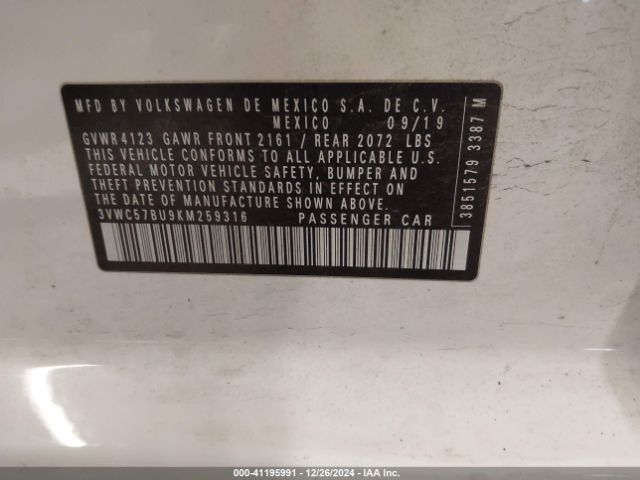 MFD BY VOLKSWAGEN DE MEXICO S.A. DE C.V.
MEXICO 09/19
GVWR 4123 GAWR FRONT 2161 / REAR 2072 LBS
THIS VEHICLE CONFORMS TO ALL APPLICABLE U.S.
FEDERAL MOTOR VEHICLE SAFETY, BUMPER AND
THEFT PREVENTION STANDARDS IN EFFECT ON
THE DATE OF MANUFACTURE SHOWN ABOVE.
3VWC57BU9KM259316 PASSENGER CAR
3851579 3387 M
000-41195991 - 12/26/2024 - IAA Inc.